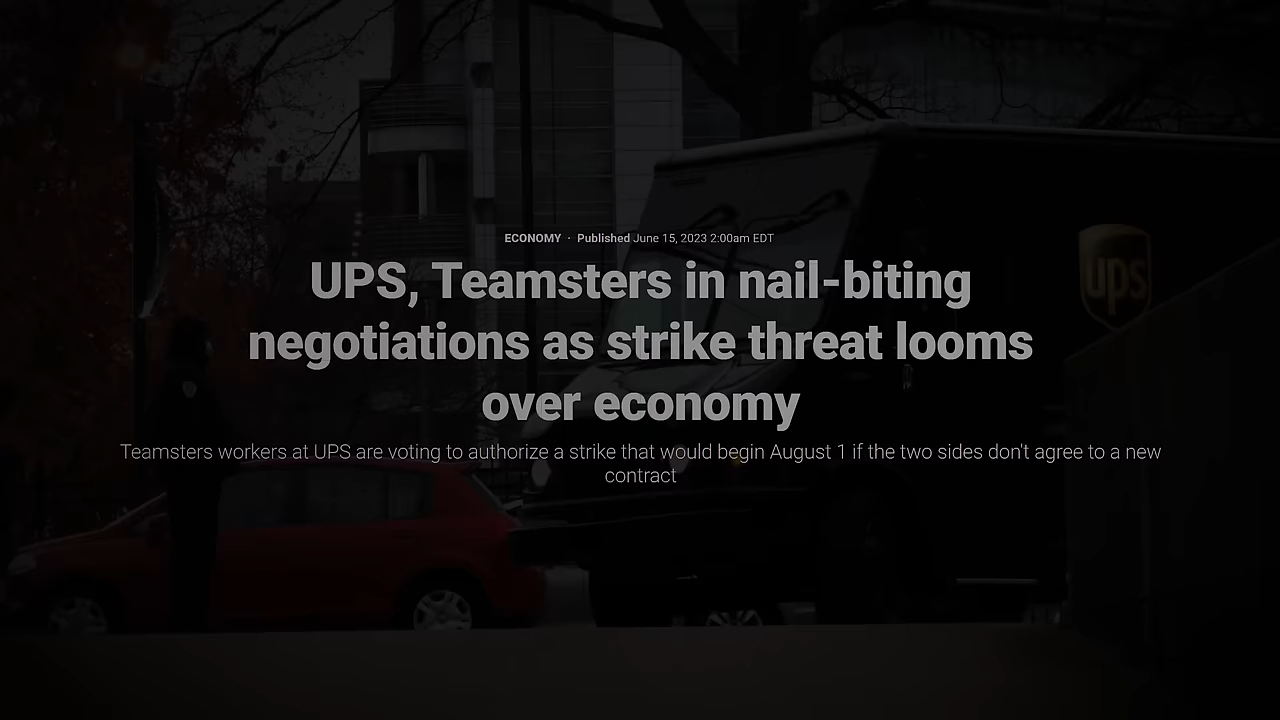 ECONOMY · Published June 15, 2023 2:00am EDT
UPS, Teamsters in nail-biting
negotiations as strike threat looms
over economy
Teamsters workers at UPS are voting to authorize a strike that would begin August 1 if the two sides don't agree to a new
contract
ups